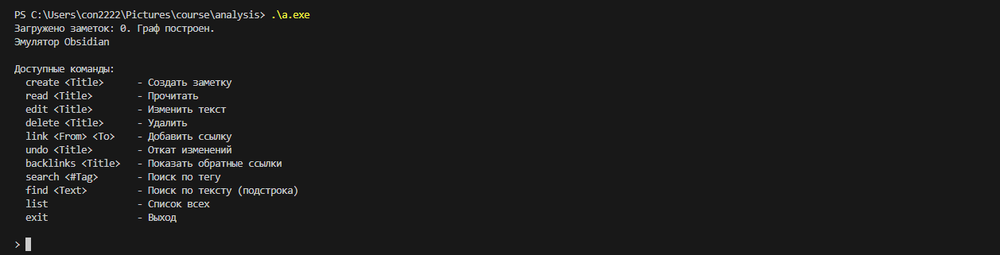 PS C:\Users\con2222\Pictures\course\analysis> .\a.exe
Загружено заметок: 0. Граф построен.
Эмулятор Obsidian
Доступные команды:
create <Title> - Создать заметку
read <Title> - Прочитать
edit <Title> - Изменить текст
delete <Title> - Удалить
link <From> <To> - Добавить ссылку
undo <Title> - Откат изменений
backlinks <Title> - Показать обратные ссылки
search <#Tag> - Поиск по тегу
find <Text> - Поиск по тексту (подстрока)
list - Список всех
exit - Выход
>